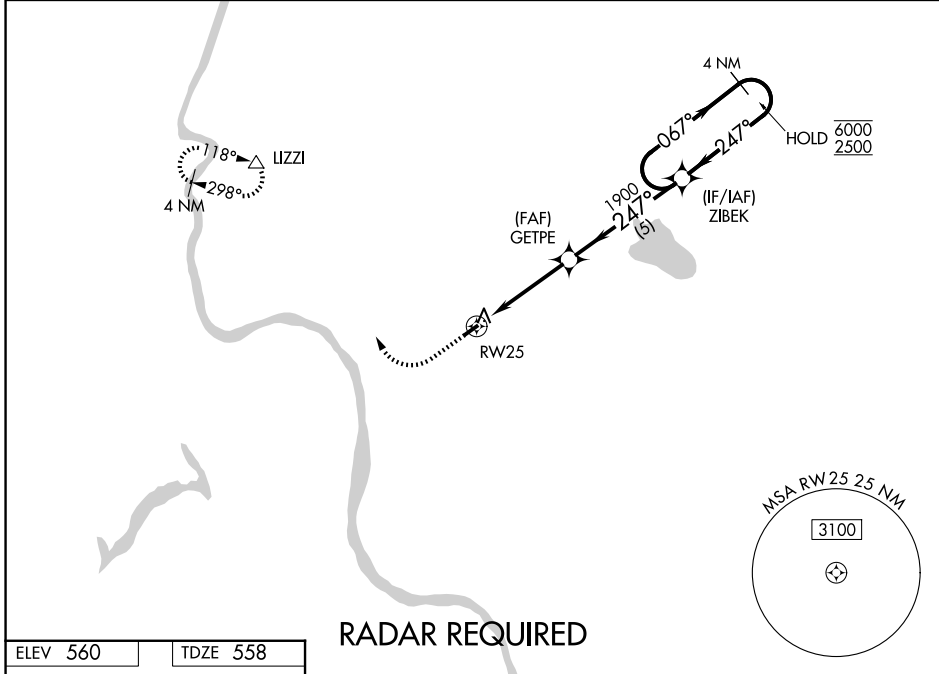 4 NM
067°
247°
HOLD 6000
2500
118°
LIZZI
298°
4 NM
1900
247°
(5)
(IF/IAF)
ZIBEK
(FAF)
GETPE
RW25
MSA RW25 25 NM
3100
RADAR REQUIRED
ELEV 560
TDZE 558